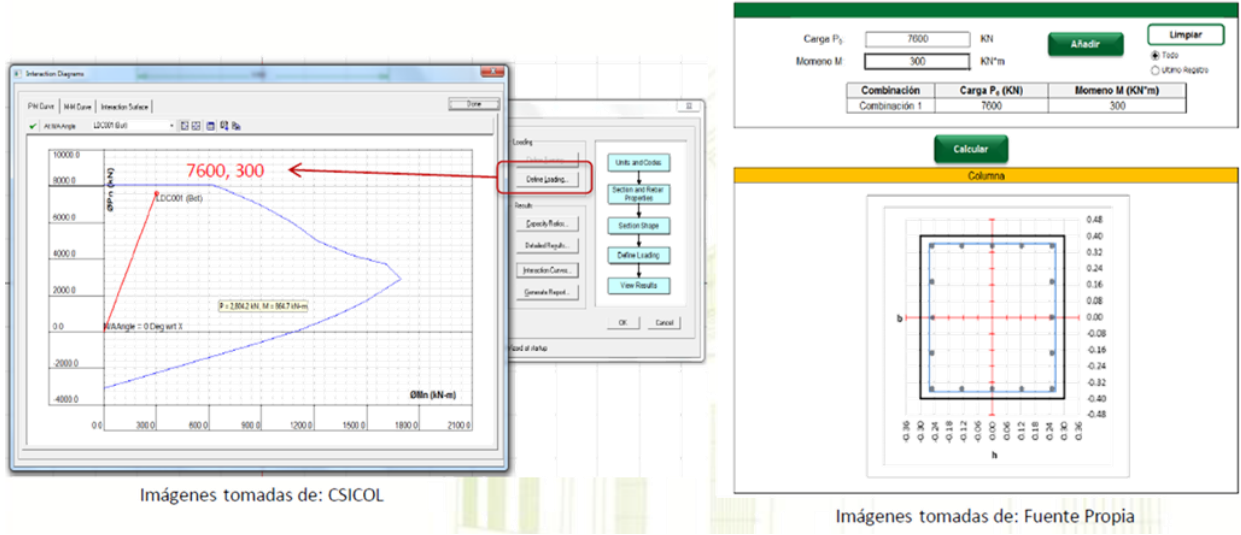 Interaction Diagrams
P-M Curve
M-M Curve
Interaction Surface
Done
At N/A Angle
LDC001 (Bot)
10000.0
8000.0
6000.0
4000.0
2000.0
0.0
-2000.0
-4000.0
ØPn (kN)
7600, 300
LDC001 (Bot)
P = 2,804.2 kN, M = 864.7 kN-m
N/A Angle = 0 Deg wrt X
ØMn (kN-m)
0.0 300.0 600.0 900.0 1200.0 1500.0 1800.0 2100.0
Loading
Define Loading...
Results
Capacity Ratios...
Detailed Results...
Interaction Curves...
Generate Report...
Units and Codes
Section and Rebar
Properties
Section Shape
Define Loading
View Results
OK Cancel
Wizard at startup
Imágenes tomadas de: CSICOL
Carga P 7600 KN
Momeno M 300 KN*m
Añadir
Limpiar
Todo
Ultimo Registro
Combinación Carga P (KN) Momeno M (KN*m)
Combinación 1 7600 300
Calcular
Columna
0.48
0.40
0.32
0.24
0.16
0.08
0.00
-0.08
-0.16
-0.24
-0.32
-0.40
-0.48
b
-0.36 -0.30 -0.24 -0.18 -0.12 -0.06 0.00 0.06 0.12 0.18 0.24 0.30 0.36
h
Imágenes tomadas de: Fuente Propia